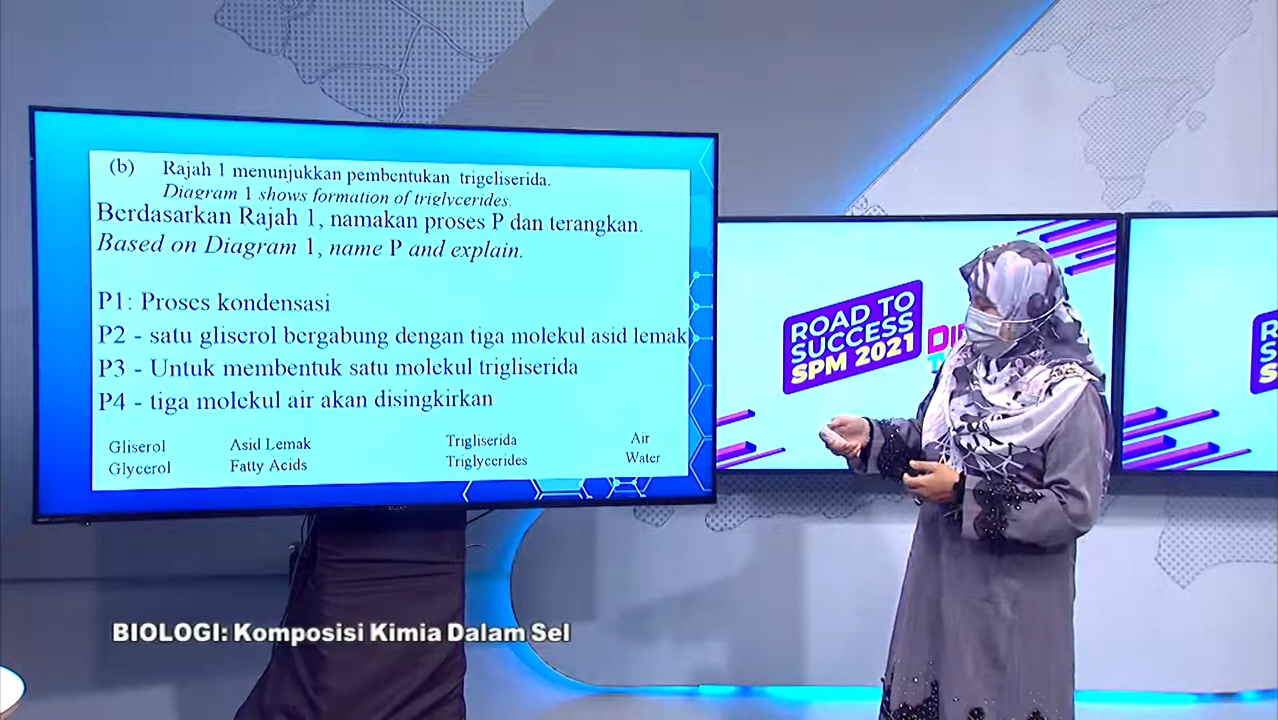 (b) Rajah 1 menunjukkan pembentukan trigeliserida.
Diagram 1 shows formation of triglycerides.
Berdasarkan Rajah 1, namakan proses P dan terangkan.
Based on Diagram 1, name P and explain.
P1: Proses kondensasi
P2 - satu gliserol bergabung dengan tiga molekul asid lemak
P3 - Untuk membentuk satu molekul trigliserida
P4 - tiga molekul air akan disingkirkan
Gliserol Asid Lemak Trigliserida Air
Glycerol Fatty Acids Triglycerides Water
ROAD TO
SUCCESS
SPM 2021
BIOLOGI: Komposisi Kimia Dalam Sel